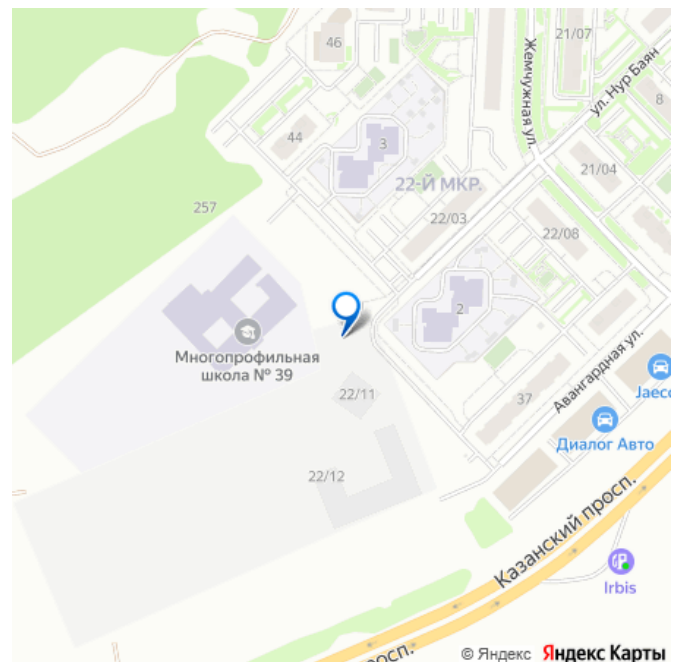 46
21/07
Жемчужная ул.
ул. Нур Баян
8
44
3
22-Й МКР.
21/04
257
22/03
22/08
2
Многопрофильная
школа № 39
Авангардная ул.
22/11
37
Jaeco
Диалог Авто
22/12
Казанский просп.
Irbis
просп.
© Яндекс Яндекс Карты